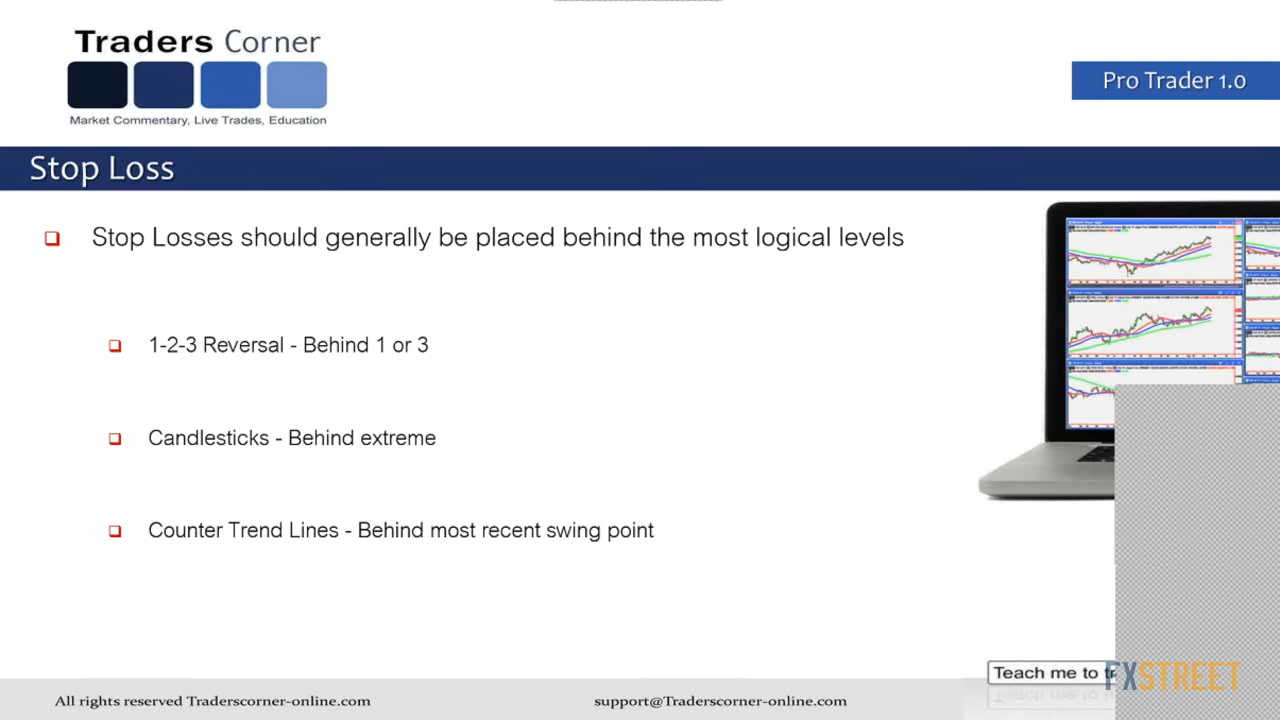 Traders Corner
Market Commentary, Live Trades, Education
Pro Trader 1.0
Stop Loss
Stop Losses should generally be placed behind the most logical levels
1-2-3 Reversal - Behind 1 or 3
Candlesticks - Behind extreme
Counter Trend Lines - Behind most recent swing point
Teach me to
FXSTREET
All rights reserved Traderscorner-online.com
support@Traderscorner-online.com